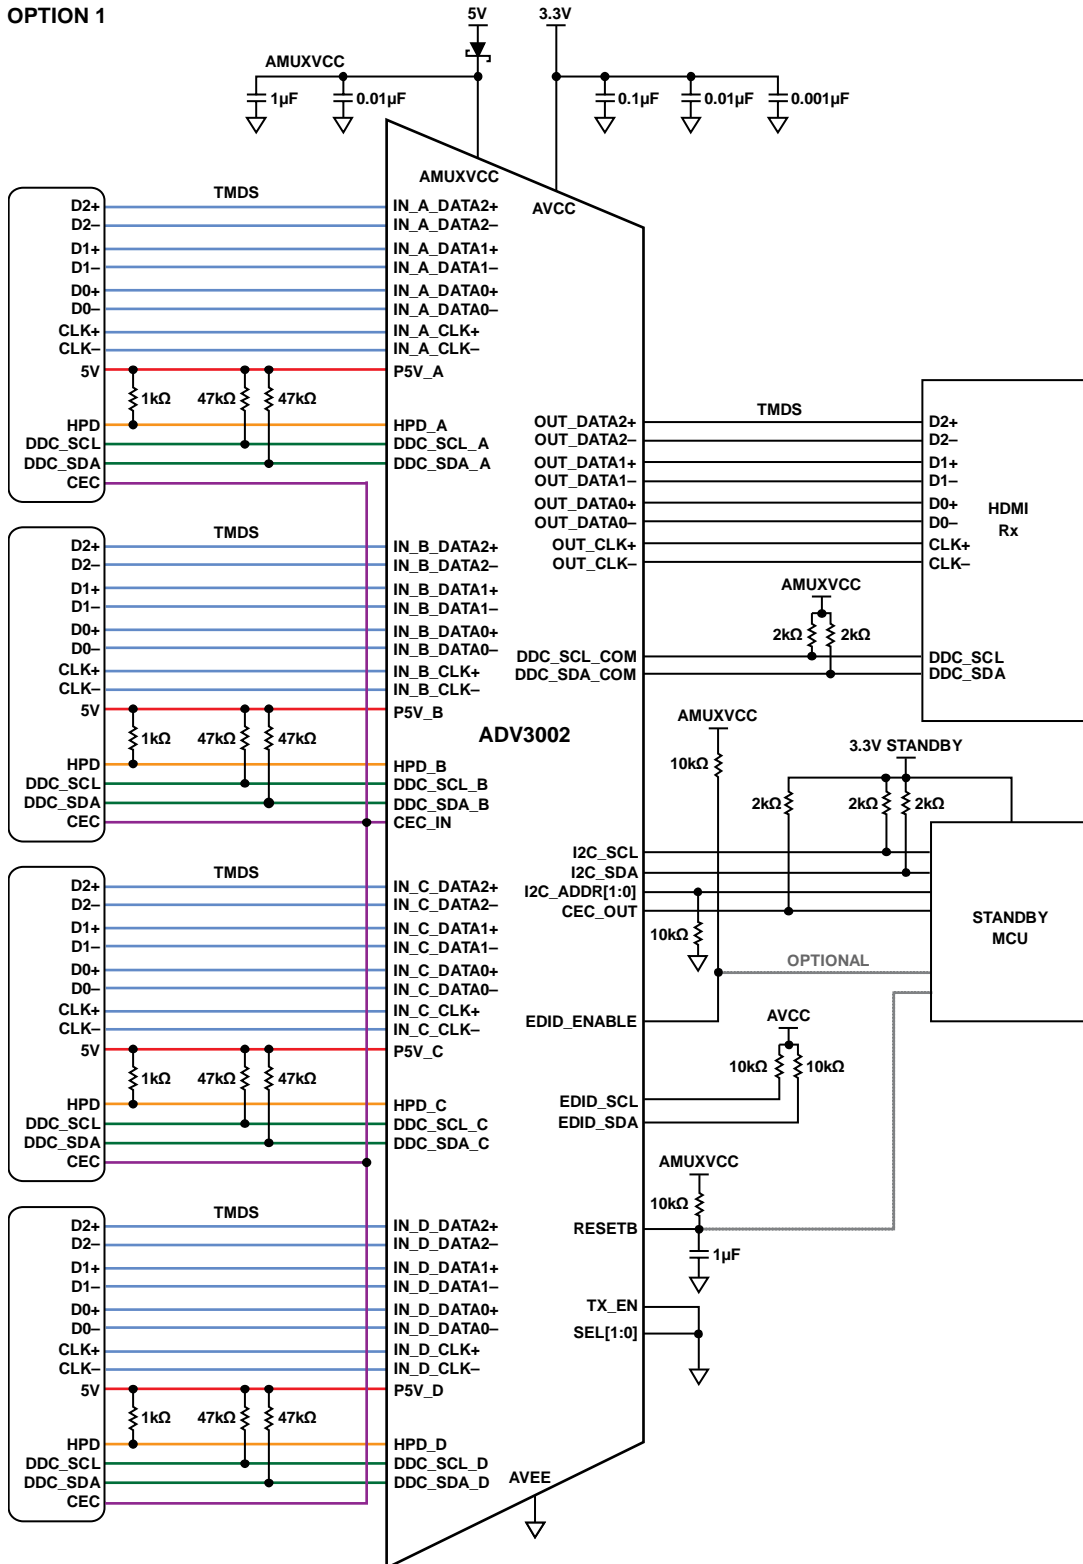 OPTION 1
5V
3.3V
AMUXVCC
1µF
0.01µF
0.1µF
0.01µF
0.001µF
AMUXVCC
AVCC
TMDS
D2+
IN_A_DATA2+
D2–
IN_A_DATA2–
D1+
IN_A_DATA1+
D1–
IN_A_DATA1–
D0+
IN_A_DATA0+
D0–
IN_A_DATA0–
CLK+
IN_A_CLK+
CLK–
IN_A_CLK–
5V
P5V_A
1kΩ
47kΩ
47kΩ
HPD
HPD_A
DDC_SCL
DDC_SCL_A
DDC_SDA
DDC_SDA_A
CEC
TMDS
D2+
IN_B_DATA2+
D2–
IN_B_DATA2–
D1+
IN_B_DATA1+
D1–
IN_B_DATA1–
D0+
IN_B_DATA0+
D0–
IN_B_DATA0–
CLK+
IN_B_CLK+
CLK–
IN_B_CLK–
5V
P5V_B
1kΩ
47kΩ
47kΩ
HPD
HPD_B
DDC_SCL
DDC_SCL_B
DDC_SDA
DDC_SDA_B
CEC
CEC_IN
TMDS
D2+
IN_C_DATA2+
D2–
IN_C_DATA2–
D1+
IN_C_DATA1+
D1–
IN_C_DATA1–
D0+
IN_C_DATA0+
D0–
IN_C_DATA0–
CLK+
IN_C_CLK+
CLK–
IN_C_CLK–
5V
P5V_C
1kΩ
47kΩ
47kΩ
HPD
HPD_C
DDC_SCL
DDC_SCL_C
DDC_SDA
DDC_SDA_C
CEC
TMDS
D2+
IN_D_DATA2+
D2–
IN_D_DATA2–
D1+
IN_D_DATA1+
D1–
IN_D_DATA1–
D0+
IN_D_DATA0+
D0–
IN_D_DATA0–
CLK+
IN_D_CLK+
CLK–
IN_D_CLK–
5V
P5V_D
1kΩ
47kΩ
47kΩ
HPD
HPD_D
DDC_SCL
DDC_SCL_D
DDC_SDA
DDC_SDA_D
CEC
ADV3002
AVEE
TMDS
OUT_DATA2+
D2+
OUT_DATA2–
D2–
OUT_DATA1+
D1+
OUT_DATA1–
D1–
OUT_DATA0+
D0+
OUT_DATA0–
D0–
OUT_CLK+
CLK+
OUT_CLK–
CLK–
HDMI
Rx
AMUXVCC
2kΩ
2kΩ
DDC_SCL_COM
DDC_SCL
DDC_SDA_COM
DDC_SDA
AMUXVCC
10kΩ
3.3V STANDBY
2kΩ
2kΩ
2kΩ
I2C_SCL
I2C_SDA
I2C_ADDR[1:0]
CEC_OUT
10kΩ
STANDBY
MCU
OPTIONAL
EDID_ENABLE
AVCC
10kΩ
10kΩ
EDID_SCL
EDID_SDA
AMUXVCC
10kΩ
RESETB
1µF
TX_EN
SEL[1:0]